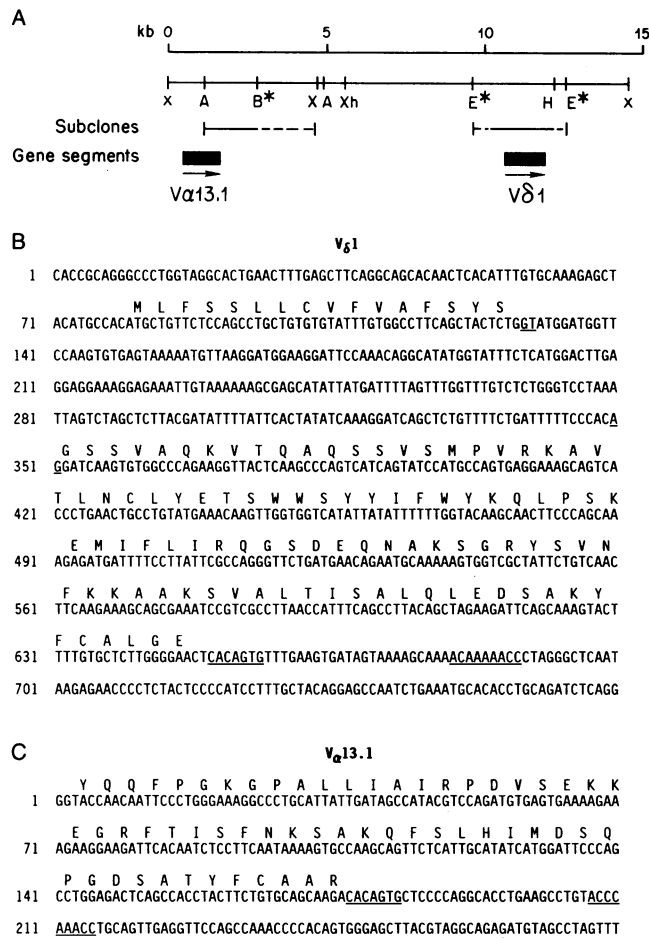 A
kb 0 5 10 15
X A B* X A Xh E* H E* X
Subclones
Gene segments
Vα13.1 Vδ1
B
Vδ1
1 CACCGCAGGGCCCTGGTAGGCACTGAACTTTGAGCTTCAGGCAGCACAACTCACATTTGTGCAAAGAGCT
M L F S S L L C V F V A F S Y S
71 ACATGCCACATGCTGTTCTCCAGCCTGCTGTGTGTATTTGTGGCCTTCAGCTACTCTGGTATGGATGGTT
141 CCAAGTGTGAGTAAAAATGTTAAGGATGGAAGGATTCCAAACAGGCATATGGTATTTCTCATGGACTTGA
211 GGAGGAAAGGAGAAATTGTAAAAAAGCGAGCATATTATGATTTTAGTTTGGTTTGTCTCTGGGTCCTAAA
281 TTAGTCTAGCTCTTACGATATTTTATTCACTATATCAAAGGATCAGCTCTGTTTTCTGATTTTTCCCACA
G S S V A Q K V T Q A Q S S V S M P V R K A V
351 GGATCAAGTGTGGCCCAGAAGGTTACTCAAGCCCAGTCATCAGTATCCATGCCAGTGAGGAAAGCAGTCA
T L N C L Y E T S W W S Y Y I F W Y K Q L P S K
421 CCCTGAACTGCCTGTATGAAACAAGTTGGTGGTCATATTATATTTTTTGGTACAAGCAACTTCCCAGCAA
E M I F L I R Q G S D E Q N A K S G R Y S V N
491 AGAGATGATTTTCCTTATTCGCCAGGGTTCTGATGAACAGAATGCAAAAAGTGGTCGCTATTCTGTCAAC
F K K A A K S V A L T I S A L Q L E D S A K Y
561 TTCAAGAAAGCAGCGAAATCCGTCGCCTTAACCATTTCAGCCTTACAGCTAGAAGATTCAGCAAAGTACT
F C A L G E
631 TTTGTGCTCTTGGGGAACTCACAGTGTTTGAAGTGATAGTAAAAGCAAAACAAAAACCCTAGGGCTCAAT
701 AAGAGAACCCCTCTACTCCCCATCCTTTGCTACAGGAGCCAATCTGAAATGCACACCTGCAGATCTCAGG
C
Vα13.1
Y Q Q F P G K G P A L L I A I R P D V S E K K
1 GGTACCAACAATTCCCTGGGAAAGGCCCTGCATTATTGATAGCCATACGTCCAGATGTGAGTGAAAAGAA
E G R F T I S F N K S A K Q F S L H I M D S Q
71 AGAAGGAAGATTCACAATCTCCTTCAATAAAAGTGCCAAGCAGTTCTCATTGCATATCATGGATTCCCAG
P G D S A T Y F C A A R
141 CCTGGAGACTCAGCCACCTACTTCTGTGCAGCAAGACACAGTGCTCCCCAGGCACCTGAAGCCTGTACCC
211 AAACCTGCAGTTGAGGTTCCAGCCAAACCCCACAGTGGGAGCTTACGTAGGCAGAGATGTAGCCTAGTTT